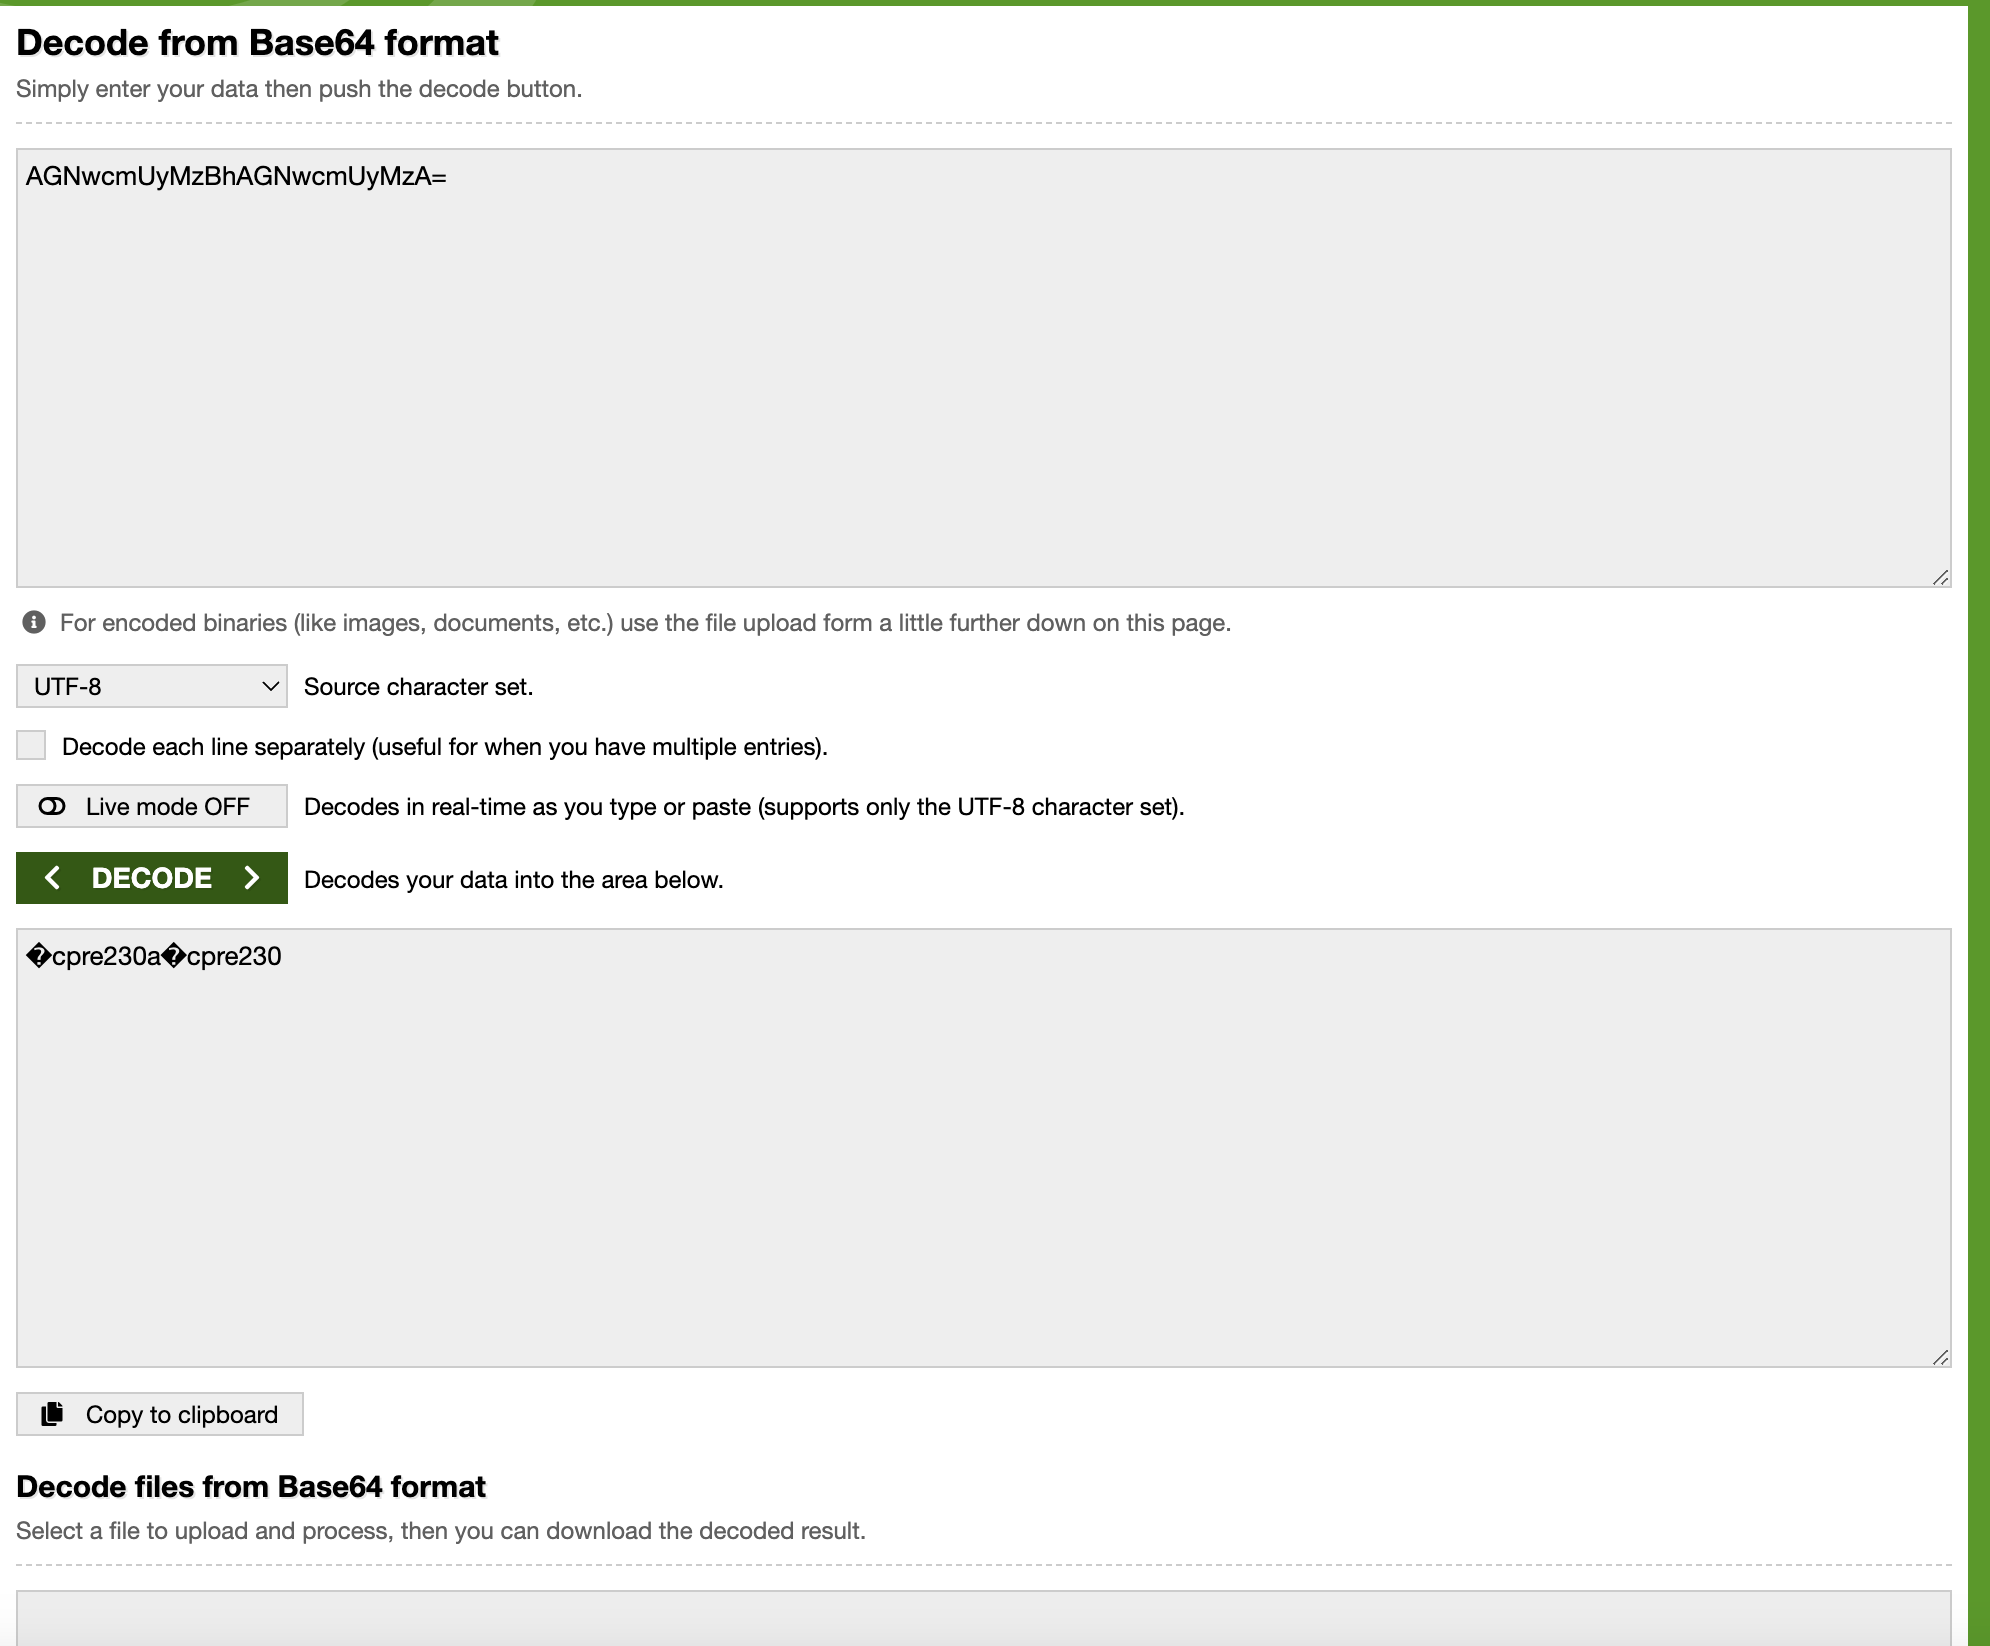 Decode from Base64 format
Simply enter your data then push the decode button.
AGNwcmUyMzBhAGNwcmUyMzA=
For encoded binaries (like images, documents, etc.) use the file upload form a little further down on this page.
UTF-8 Source character set.
Decode each line separately (useful for when you have multiple entries).
Live mode OFF Decodes in real-time as you type or paste (supports only the UTF-8 character set).
< DECODE > Decodes your data into the area below.
�cpre230a�cpre230
Copy to clipboard
Decode files from Base64 format
Select a file to upload and process, then you can download the decoded result.